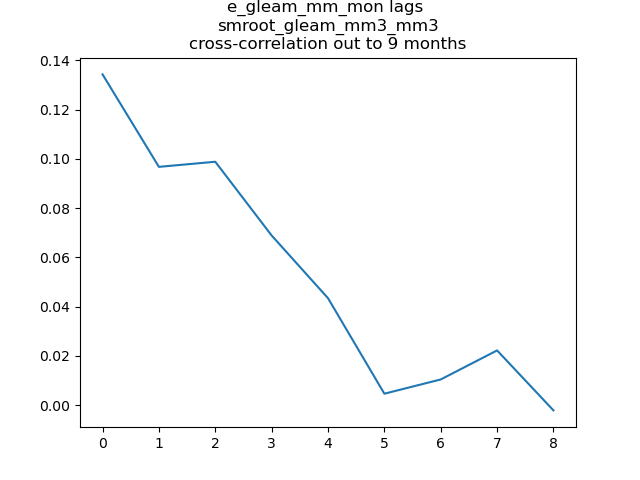 e_gleam_mm_mon lags
smroot_gleam_mm3_mm3
cross-correlation out to 9 months
0.14
0.12
0.10
0.08
0.06
0.04
0.02
0.00
0 1 2 3 4 5 6 7 8